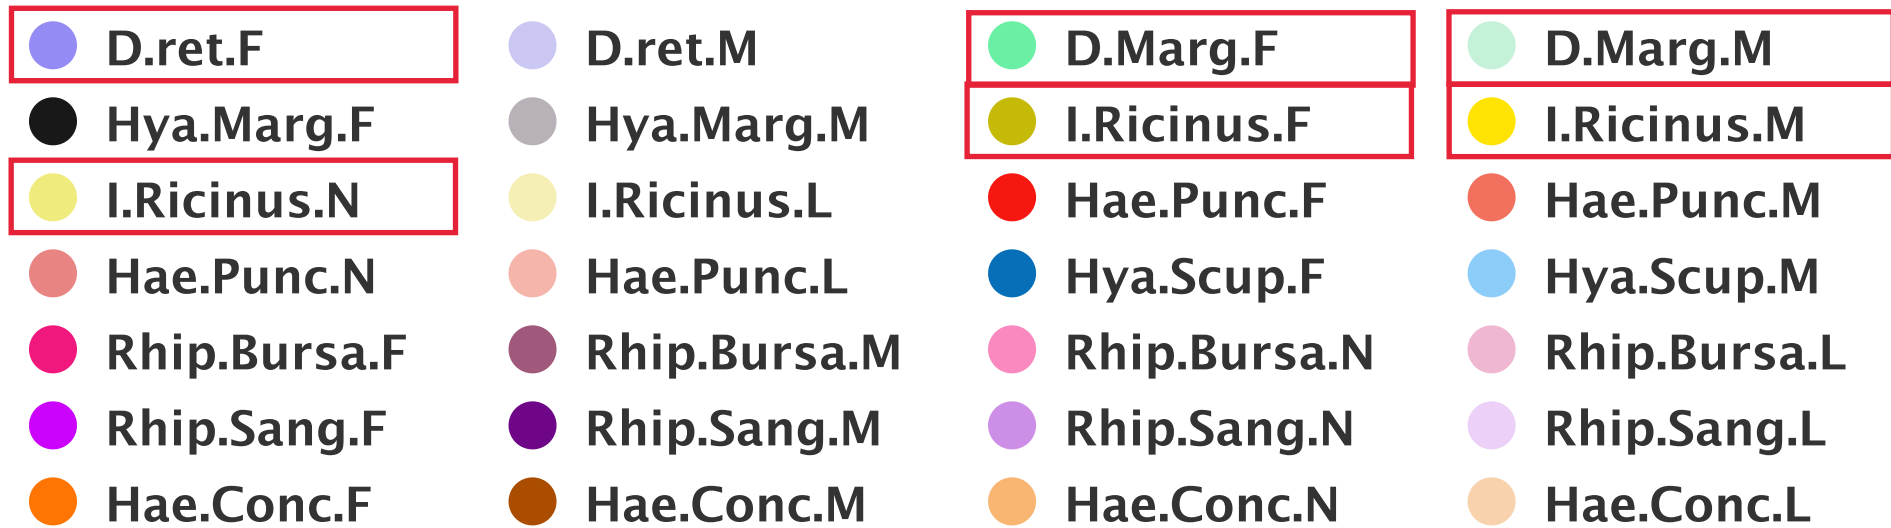 D.ret.F D.ret.M D.Marg.F D.Marg.M
Hya.Marg.F Hya.Marg.M I.Ricinus.F I.Ricinus.M
I.Ricinus.N I.Ricinus.L Hae.Punc.F Hae.Punc.M
Hae.Punc.N Hae.Punc.L Hya.Scup.F Hya.Scup.M
Rhip.Bursa.F Rhip.Bursa.M Rhip.Bursa.N Rhip.Bursa.L
Rhip.Sang.F Rhip.Sang.M Rhip.Sang.N Rhip.Sang.L
Hae.Conc.F Hae.Conc.M Hae.Conc.N Hae.Conc.L